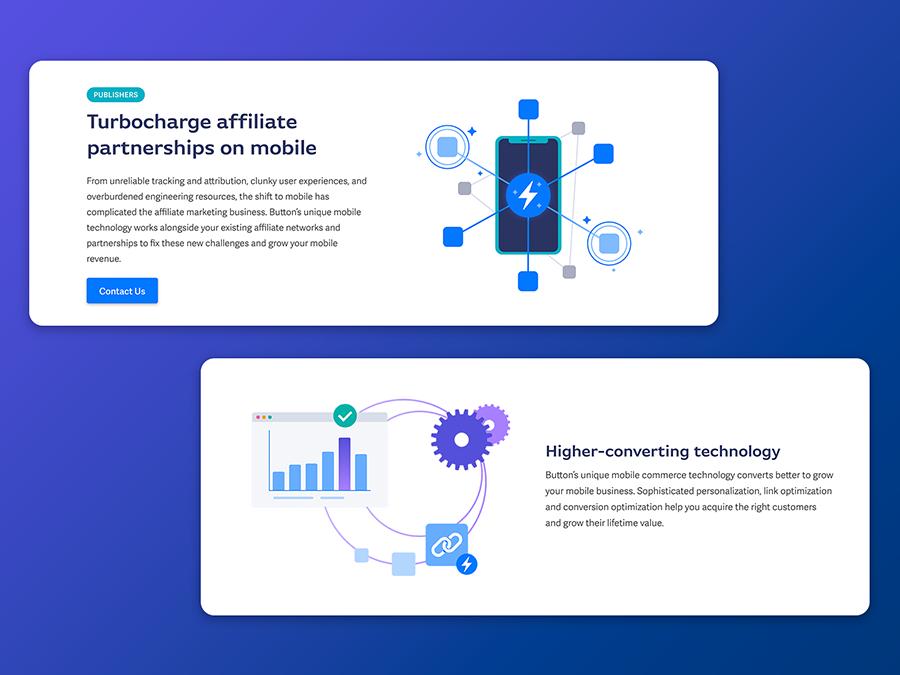 PUBLISHERS
Turbocharge affiliate
partnerships on mobile
From unreliable tracking and attribution, clunky user experiences, and
overburdened engineering resources, the shift to mobile has
complicated the affiliate marketing business. Button’s unique mobile
technology works alongside your existing affiliate networks and
partnerships to fix these new challenges and grow your mobile
revenue.
Contact Us
Higher-converting technology
Button’s unique mobile commerce technology converts better to grow
your mobile business. Sophisticated personalization, link optimization
and conversion optimization help you acquire the right customers
and grow their lifetime value.